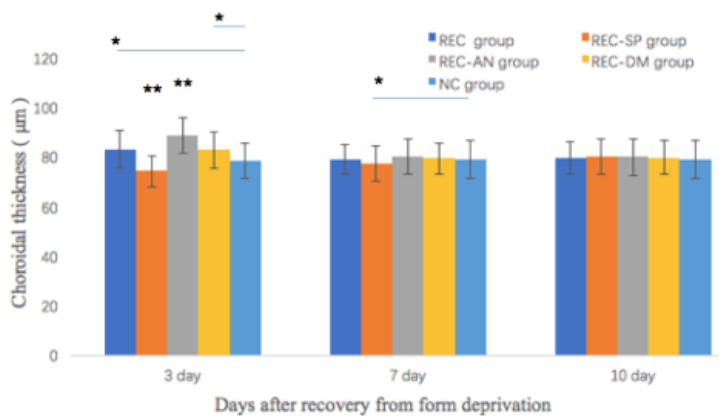 *
*
** **
*
REC group REC-SP group
REC-AN group REC-DM group
NC group
120
100
80
60
40
20
0
Choroidal thickness ( μm )
3 day 7 day 10 day
Days after recovery from form deprivation